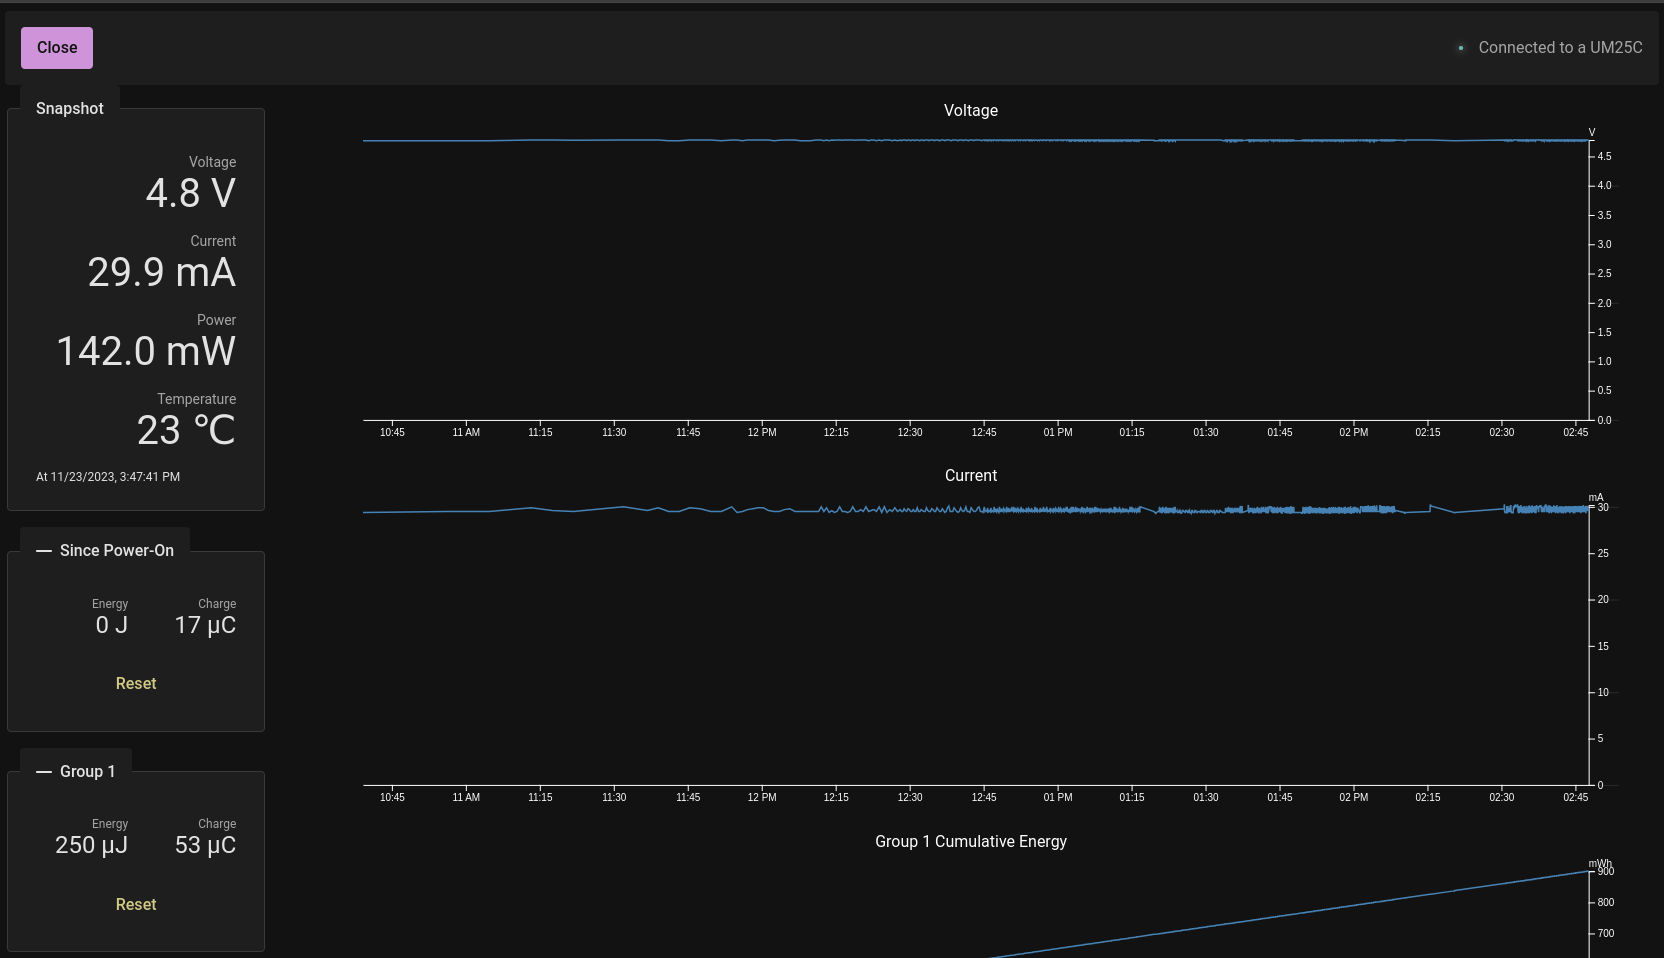 Close
Connected to a UM25C
Snapshot
Voltage
4.8 V
Current
29.9 mA
Power
142.0 mW
Temperature
23 °C
At 11/23/2023, 3:47:41 PM
Since Power-On
Energy Charge
0 J 17 µC
Reset
Group 1
Energy Charge
250 µJ 53 µC
Reset
Voltage
V
4.5
4.0
3.5
3.0
2.5
2.0
1.5
1.0
0.5
0.0
10:45 11 AM 11:15 11:30 11:45 12 PM 12:15 12:30 12:45 01 PM 01:15 01:30 01:45 02 PM 02:15 02:30 02:45
Current
mA
30
25
20
15
10
5
0
10:45 11 AM 11:15 11:30 11:45 12 PM 12:15 12:30 12:45 01 PM 01:15 01:30 01:45 02 PM 02:15 02:30 02:45
Group 1 Cumulative Energy
mWh
900
800
700